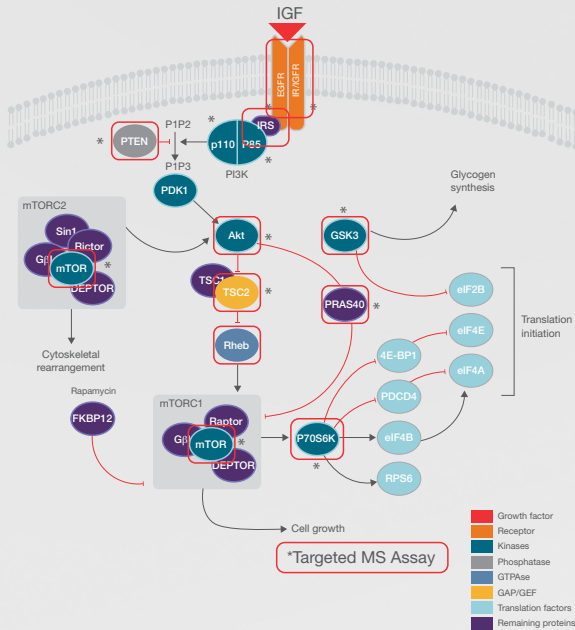 IGF
EGFR
IR/IGFR
*
*
IRS
*
p110
P85
*
PI3K
*
PTEN
P1P2
P1P3
PDK1
Glycogen
synthesis
mTORC2
Sin1
Rictor
mTOR
*
DEPTOR
Akt
*
*
GSK3
TSC2
*
PRAS40
*
eIF2B
eIF4E
eIF4A
Translation
initiation
Rheb
4E-BP1
PDCD4
Cytoskeletal
rearrangement
Rapamycin
FKBP12
mTORC1
Raptor
mTOR
*
DEPTOR
P70S6K
*
eIF4B
RPS6
Cell growth
*Targeted MS Assay
Growth factor
Receptor
Kinases
Phosphatase
GTPAse
GAP/GEF
Translation factors
Remaining proteins